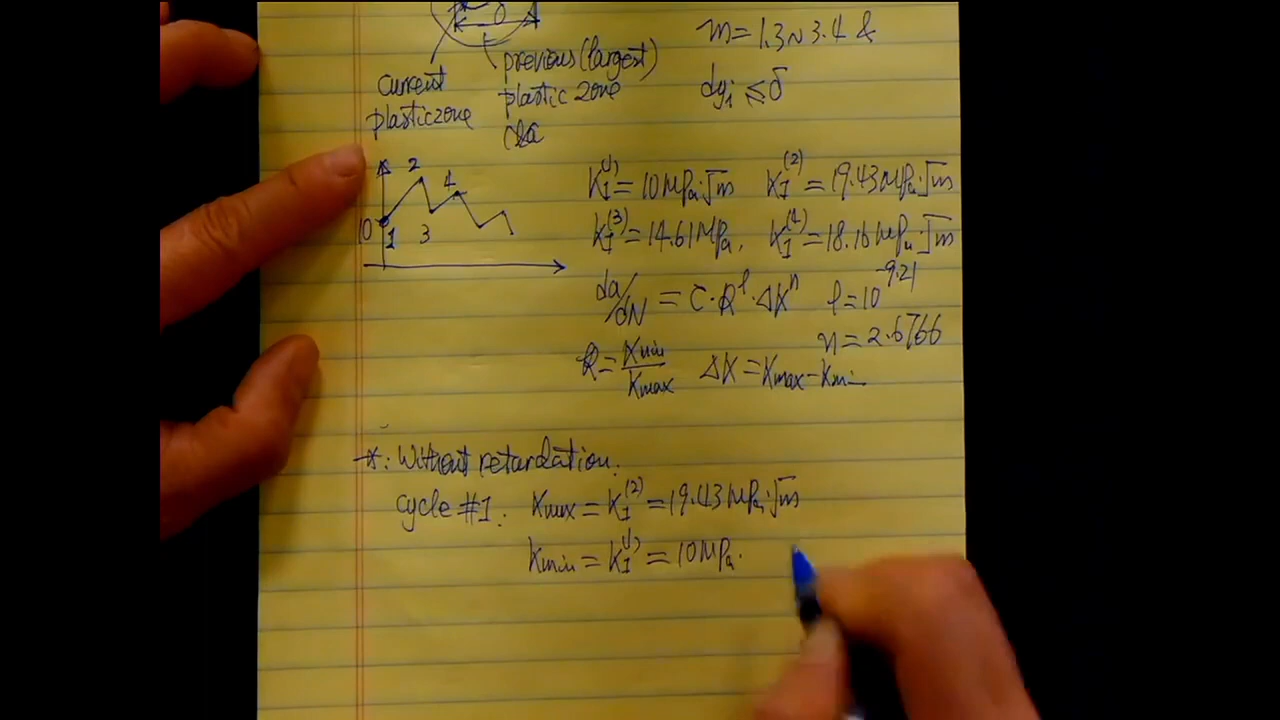 m = 1.3 ~ 3.4 &
previous (largest)
current
plastic zone
plastic zone
dyi ≤ δ
2
4
10
1
3
K_I^(1) = 10 MPa·√m K_I^(2) = 19.43 MPa·√m
K_I^(3) = 14.61 MPa, K_I^(4) = 18.16 MPa·√m
da/dN = C·R^l·ΔK^n l = 10^-9.21
n = 2.6766
R = Kmin/Kmax ΔK = Kmax - Kmin
*: Without retardation.
cycle #1. Kmax = K_I^(2) = 19.43 MPa·√m
Kmin = K_I^(1) = 10 MPa·